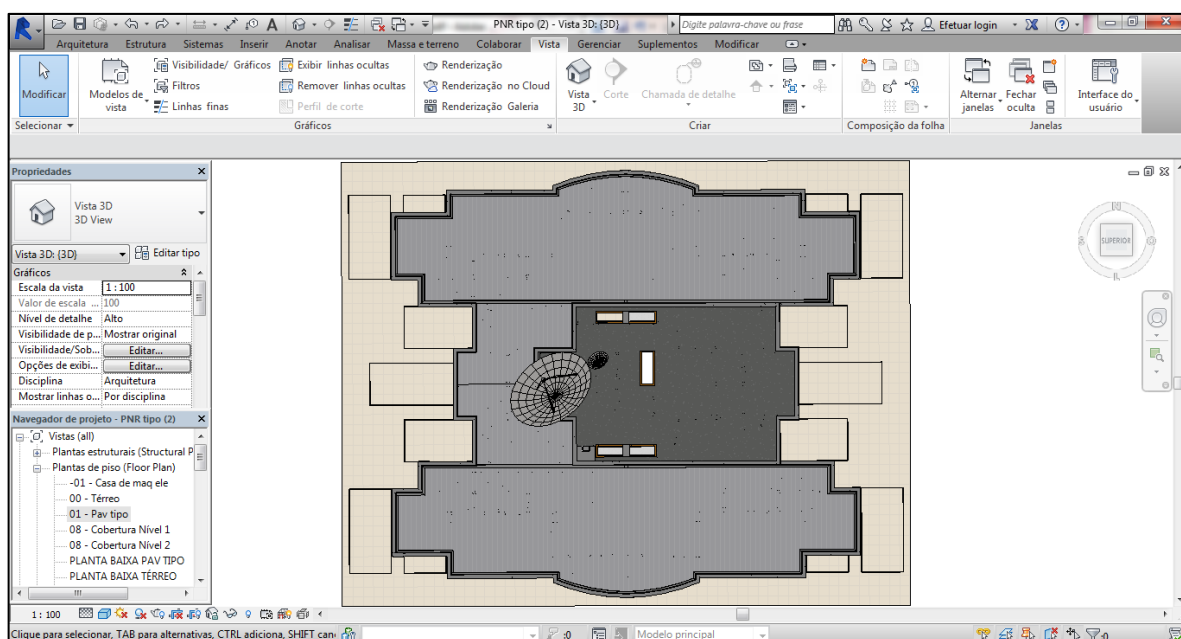 PNR tipo (2) - Vista 3D: {3D}
Digite palavra-chave ou frase
Efetuar login
Arquitetura Estrutura Sistemas Inserir Anotar Analisar Massa e terreno Colaborar Vista Gerenciar Suplementos Modificar
Modificar
Modelos de vista
Visibilidade/ Gráficos
Filtros
Linhas finas
Exibir linhas ocultas
Remover linhas ocultas
Perfil de corte
Renderização
Renderização no Cloud
Renderização Galeria
Vista 3D
Corte
Chamada de detalhe
Alternar janelas
Fechar oculta
Interface do usuário
Selecionar
Gráficos
Criar
Composição da folha
Janelas
Propriedades
Vista 3D
3D View
Vista 3D: {3D}
Editar tipo
Gráficos
Escala da vista 1 : 100
Valor de escala ... 100
Nível de detalhe Alto
Visibilidade de p... Mostrar original
Visibilidade/Sob... Editar...
Opções de exibi... Editar...
Disciplina Arquitetura
Mostrar linhas o... Por disciplina
Navegador de projeto - PNR tipo (2)
Vistas (all)
Plantas estruturais (Structural P
Plantas de piso (Floor Plan)
-01 - Casa de maq ele
00 - Térreo
01 - Pav tipo
08 - Cobertura Nível 1
08 - Cobertura Nível 2
PLANTA BAIXA PAV TIPO
PLANTA BAIXA TÉRREO
SUPERIOR
1 : 100
Clique para selecionar, TAB para alternativas, CTRL adiciona, SHIFT can
:0
Modelo principal
:0